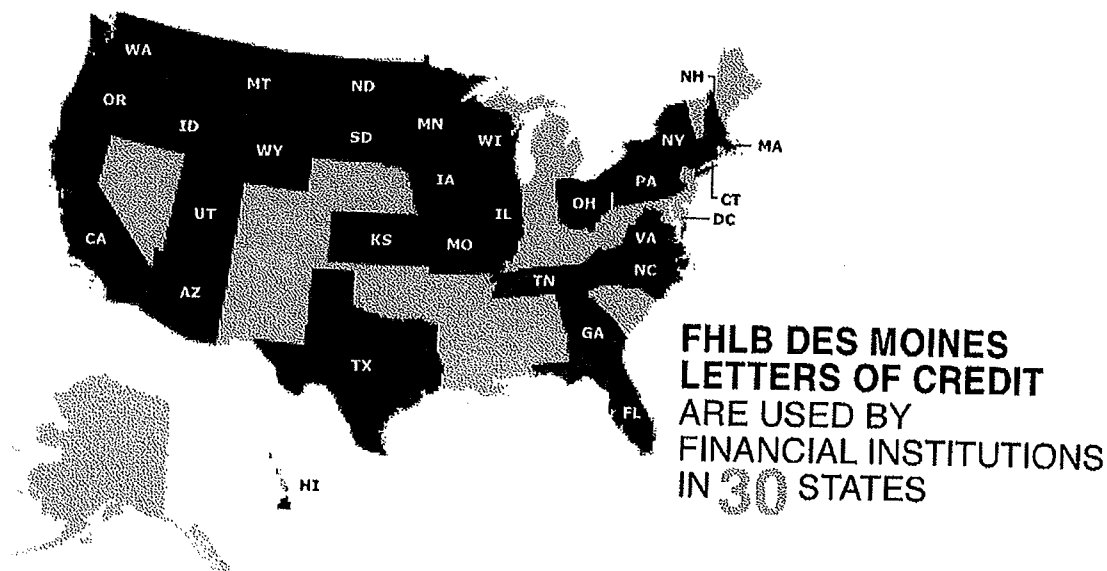 WA
MT
ND
NH
OR
ID
SD
MN
WI
NY
MA
WY
IA
PA
UT
IL
OH
CT
DC
CA
KS
MO
VA
NC
AZ
TN
GA
TX
FL
HI
FHLB DES MOINES
LETTERS OF CREDIT
ARE USED BY
FINANCIAL INSTITUTIONS
IN 30 STATES